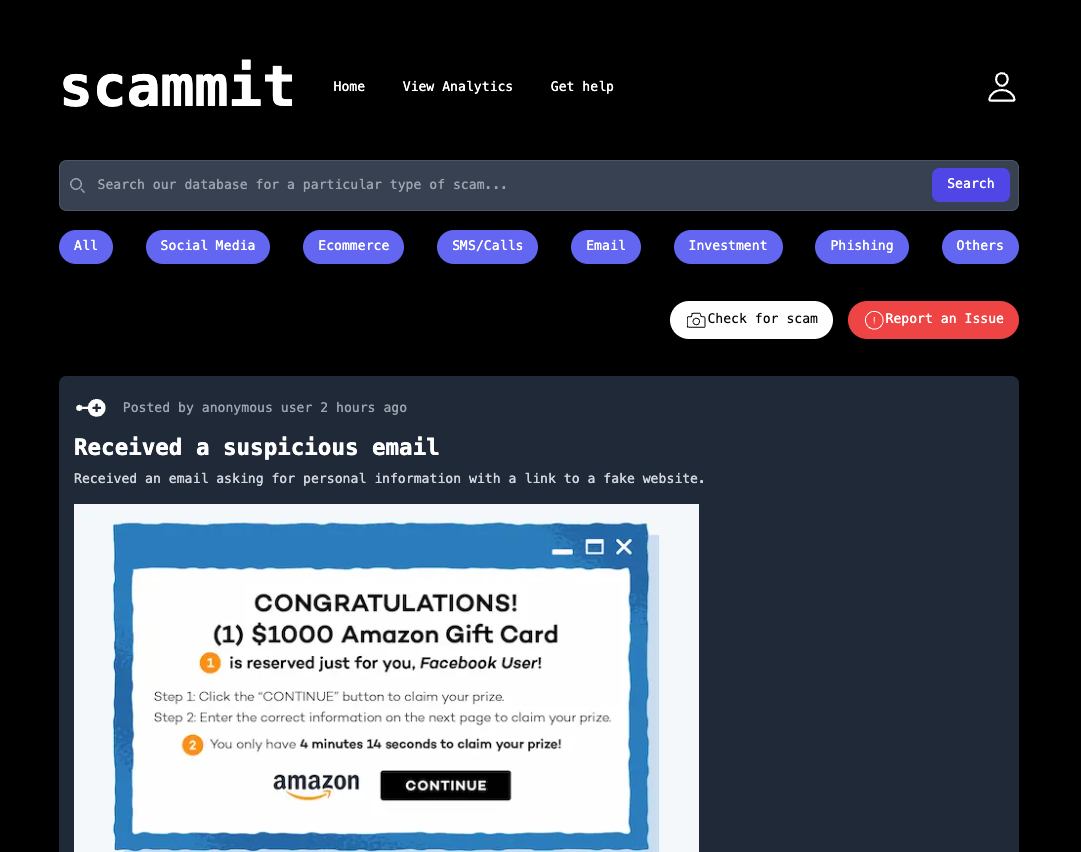 scammit
Home View Analytics Get help
Search our database for a particular type of scam...
Search
All Social Media Ecommerce SMS/Calls Email Investment Phishing Others
Check for scam Report an Issue
Posted by anonymous user 2 hours ago
Received a suspicious email
Received an email asking for personal information with a link to a fake website.
CONGRATULATIONS!
(1) $1000 Amazon Gift Card
1 is reserved just for you, Facebook User!
Step 1: Click the “CONTINUE” button to claim your prize.
Step 2: Enter the correct information on the next page to claim your prize.
2 You only have 4 minutes 14 seconds to claim your prize!
amazon CONTINUE